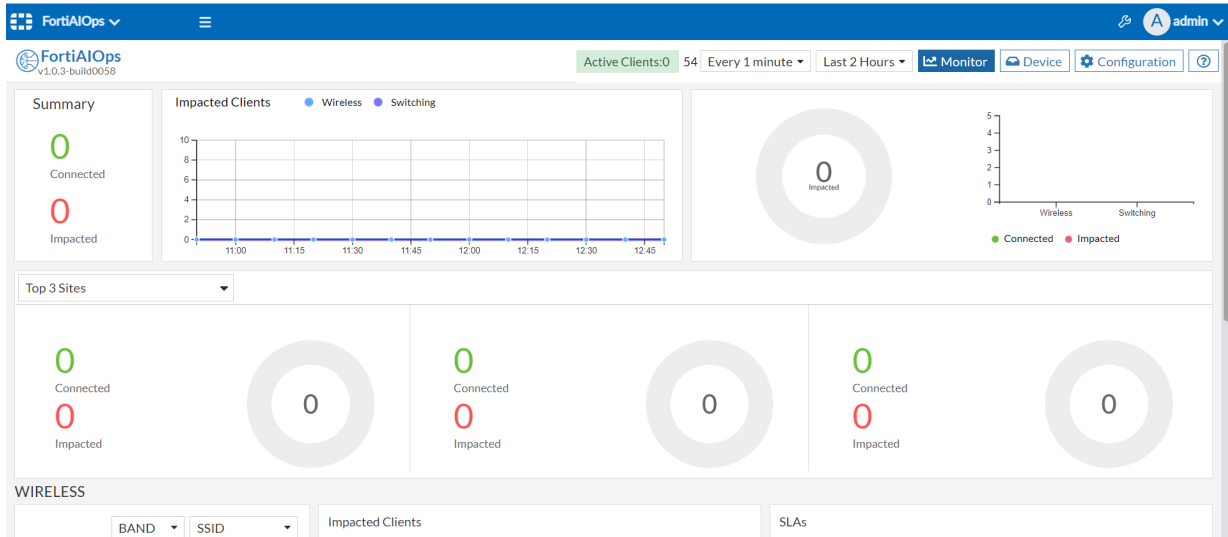 FortiAIOps
A admin
FortiAIOps
v1.0.3-build0058
Active Clients:0 54 Every 1 minute Last 2 Hours Monitor Device Configuration ?
Summary
0
Connected
0
Impacted
Impacted Clients Wireless Switching
10
8
6
4
2
0
11:00 11:15 11:30 11:45 12:00 12:15 12:30 12:45
0
Impacted
5
4
3
2
1
0
Wireless Switching
Connected Impacted
Top 3 Sites
0
Connected
0
Impacted
0
0
Connected
0
Impacted
0
0
Connected
0
Impacted
0
WIRELESS
BAND SSID
Impacted Clients
SLAs